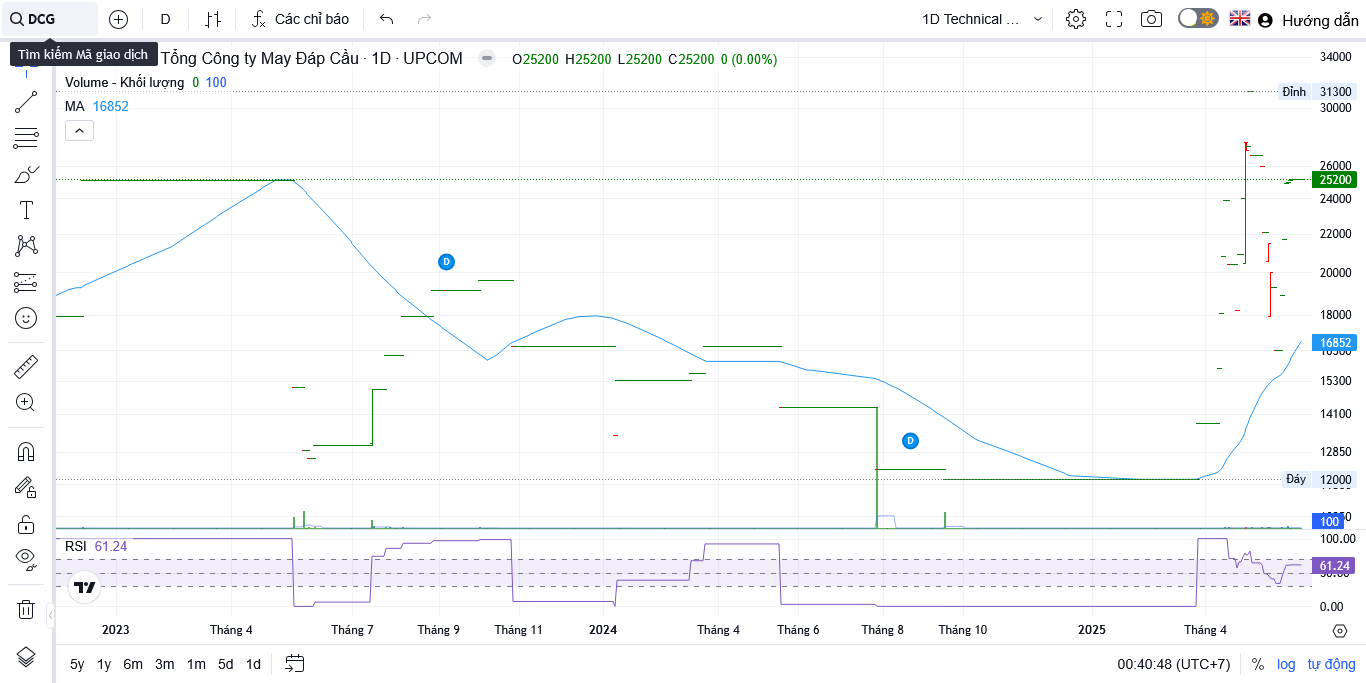 DCG
D
Các chỉ báo
1D Technical ...
Hướng dẫn
Tìm kiếm Mã giao dịch
Tổng Công ty May Đáp Cầu · 1D · UPCOM
O25200 H25200 L25200 C25200 0 (0.00%)
Volume - Khối lượng 0 100
MA 16852
34000
Đỉnh 31300
30000
26000
25200
24000
22000
20000
18000
16852
15300
14100
12850
Đáy 12000
100
D
D
RSI 61.24
100.00
61.24
0.00
2023
Tháng 4
Tháng 7
Tháng 9
Tháng 11
2024
Tháng 4
Tháng 6
Tháng 8
Tháng 10
2025
Tháng 4
5y 1y 6m 3m 1m 5d 1d
00:40:48 (UTC+7) % log tự động